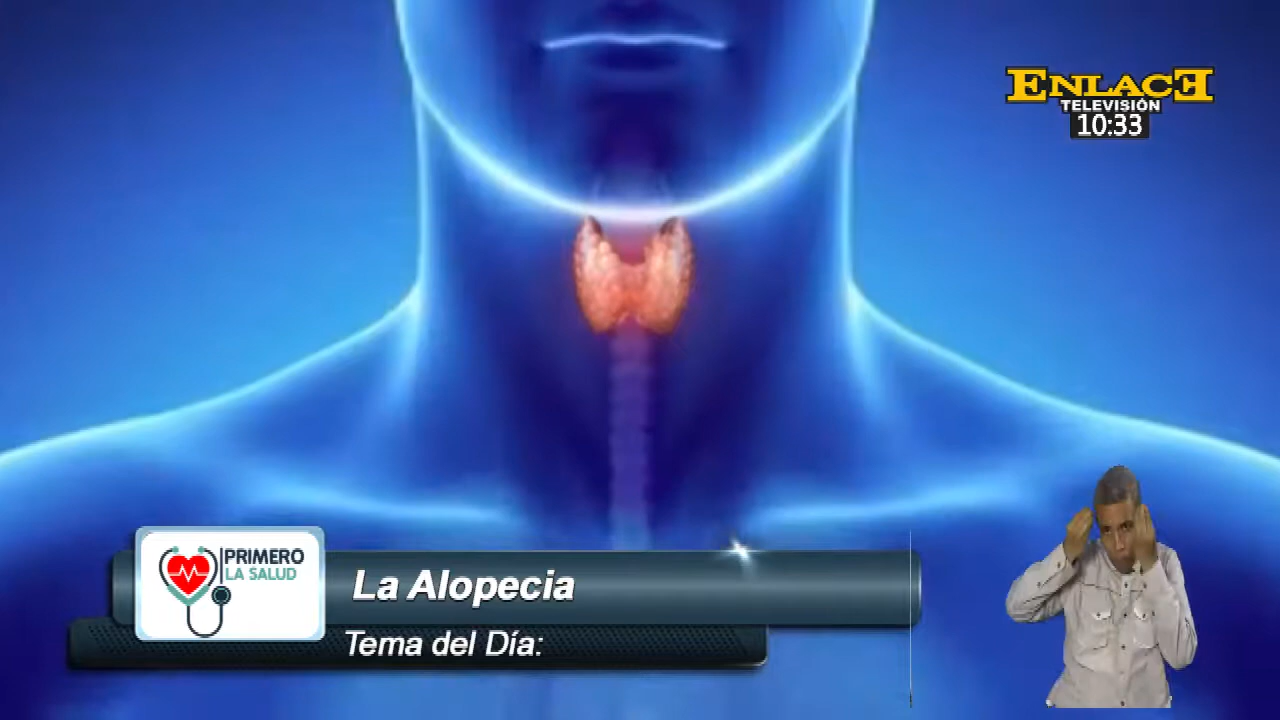 ENLACE
TELEVISIÓN
10:33
PRIMERO
LA SALUD
La Alopecia
Tema del Día: